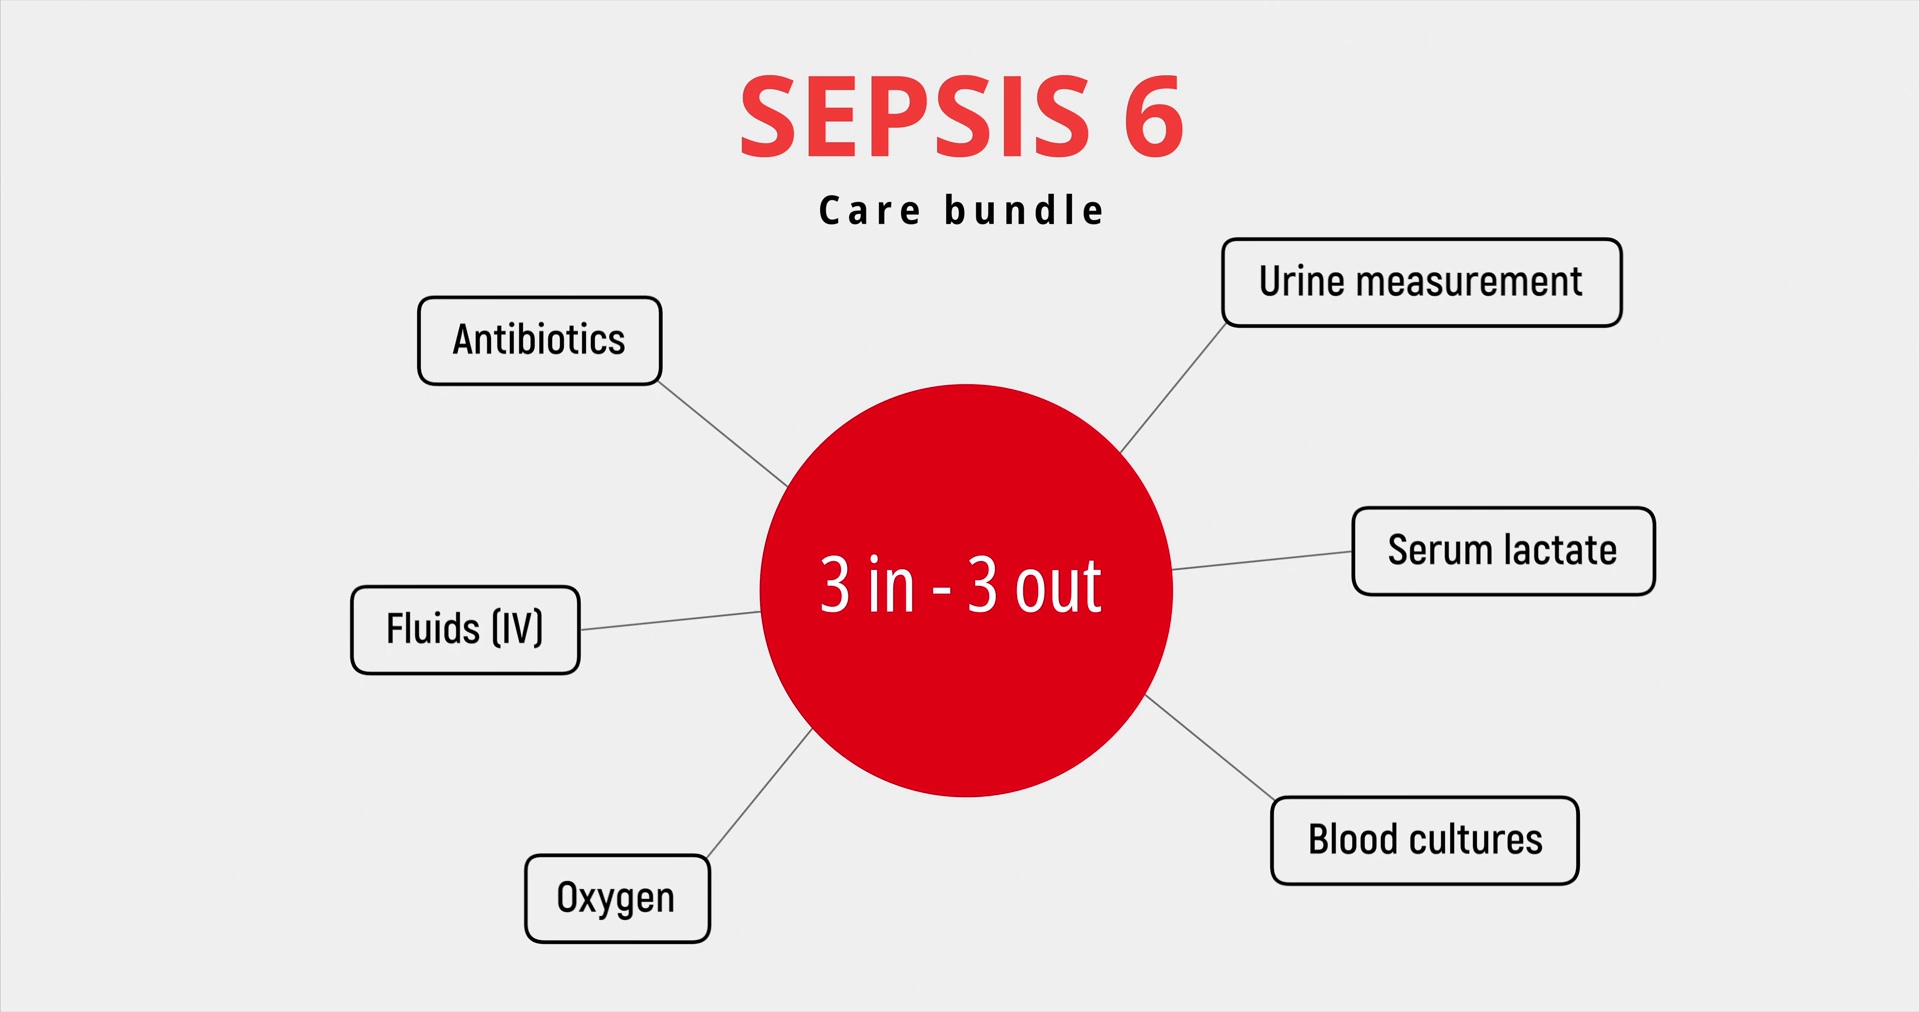 SEPSIS 6
Care bundle
Urine measurement
Antibiotics
Serum lactate
3 in - 3 out
Fluids (IV)
Blood cultures
Oxygen